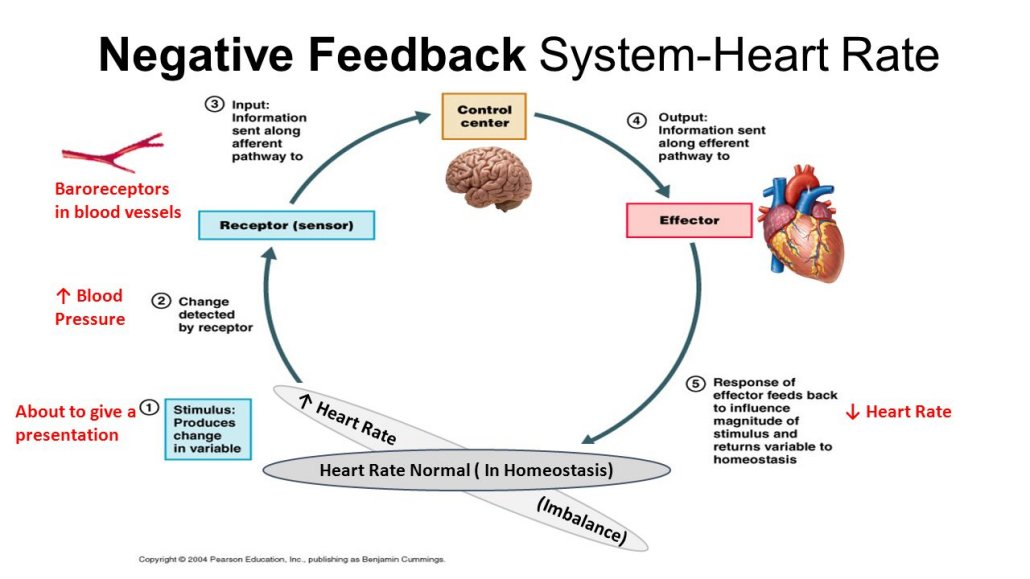 Negative Feedback System-Heart Rate
③ Input:
Information
sent along
afferent
pathway to
Control
center
④ Output:
Information sent
along efferent
pathway to
Baroreceptors
in blood vessels
Receptor (sensor)
Effector
↑ Blood
Pressure
② Change
detected
by receptor
About to give a
presentation
① Stimulus:
Produces
change
in variable
↑ Heart Rate
Heart Rate Normal ( In Homeostasis)
(Imbalance)
⑤ Response of
effector feeds back
to influence
magnitude of
stimulus and
returns variable to
homeostasis
↓ Heart Rate
Copyright © 2004 Pearson Education, Inc., publishing as Benjamin Cummings.